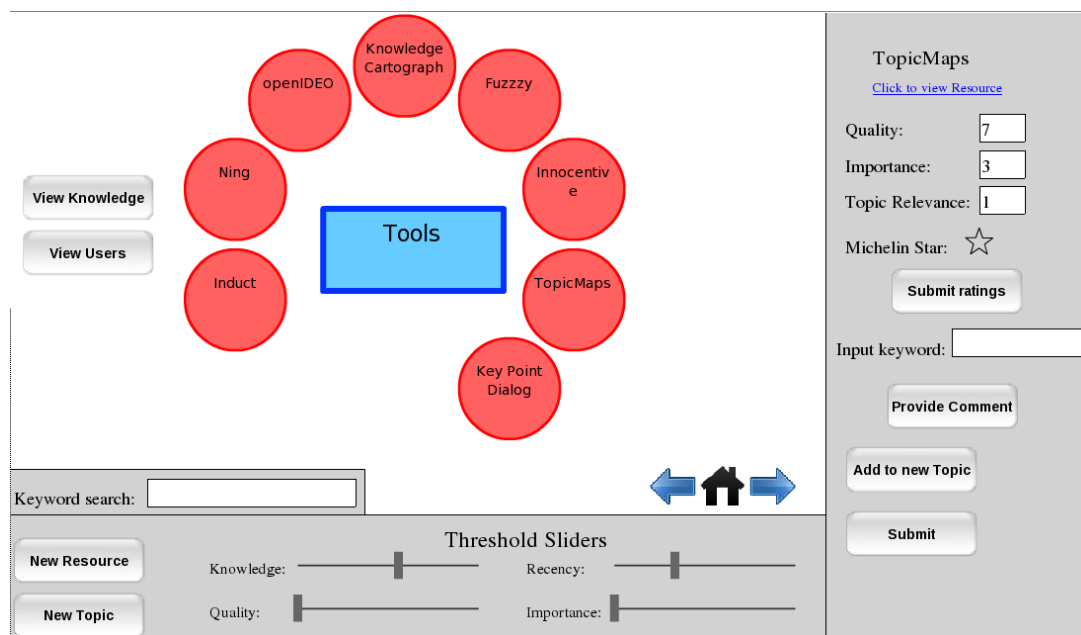 Knowledge
Cartograph
openIDEO
Fuzzzy
Ning
Innocentiv
e
Tools
Induct
TopicMaps
Key Point
Dialog
View Knowledge
View Users
Keyword search:
New Resource
New Topic
Threshold Sliders
Knowledge:
Recency:
Quality:
Importance:
TopicMaps
Click to view Resource
Quality: 7
Importance: 3
Topic Relevance: 1
Michelin Star:
Submit ratings
Input keyword:
Provide Comment
Add to new Topic
Submit